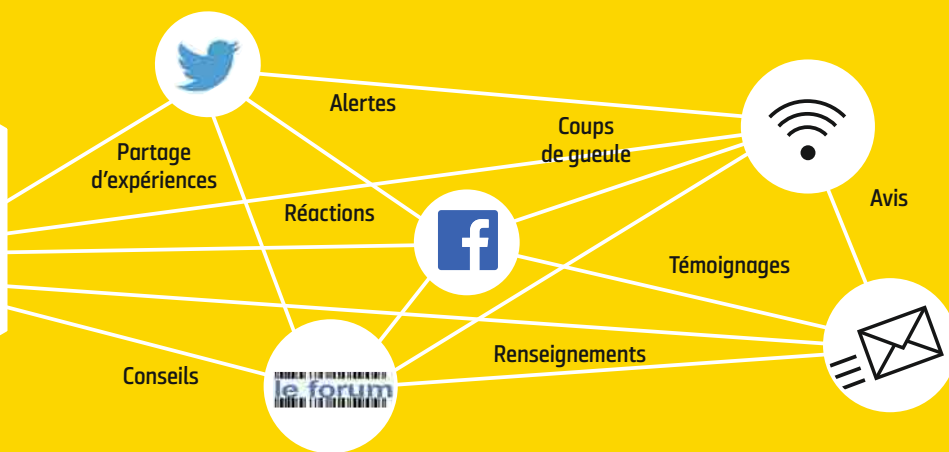 Alertes
Coups
de gueule
Partage
d'expériences
Avis
Réactions
Témoignages
Renseignements
Conseils
le forum